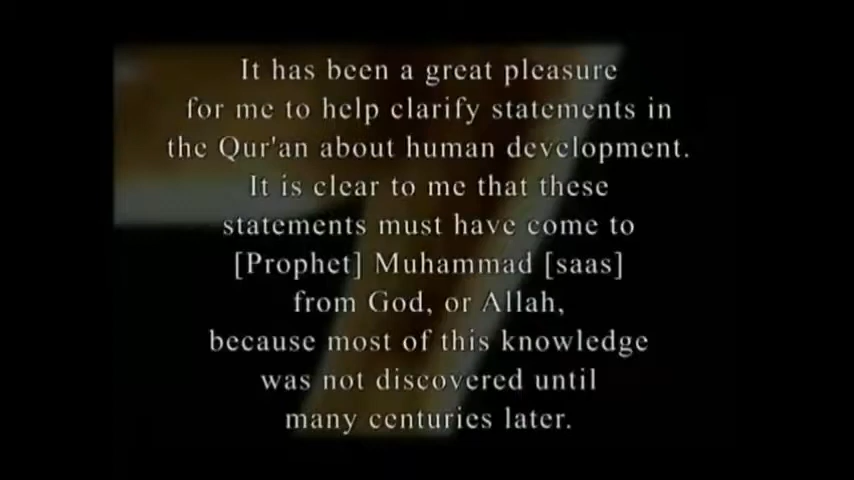 It has been a great pleasure
for me to help clarify statements in
the Qur'an about human development.
It is clear to me that these
statements must have come to
[Prophet] Muhammad [saas]
from God, or Allah,
because most of this knowledge
was not discovered until
many centuries later.